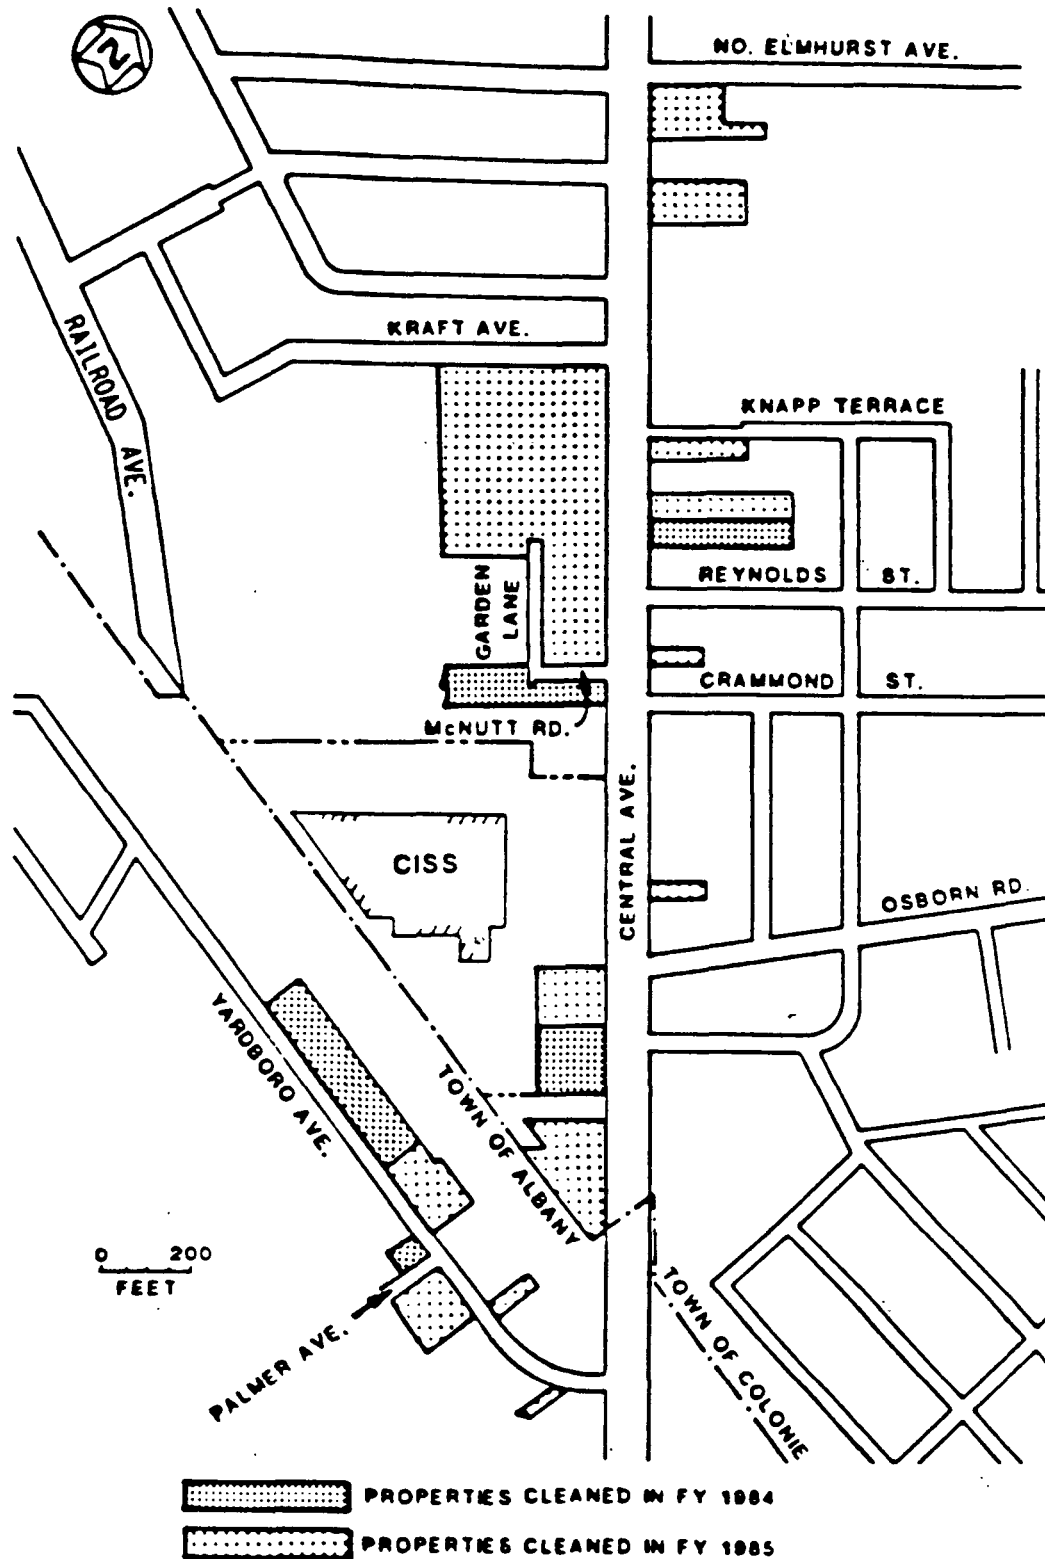 N
NO. ELMHURST AVE.
KRAFT AVE.
RAILROAD AVE.
KNAPP TERRACE
REYNOLDS ST.
GARDEN
LANE
CRAMMOND ST.
McNUTT RD.
CENTRAL AVE.
CISS
OSBORN RD.
YARDBORO AVE.
TOWN OF ALBANY
0 200
FEET
PALMER AVE.
TOWN OF COLONIE
PROPERTIES CLEANED IN FY 1984
PROPERTIES CLEANED IN FY 1985